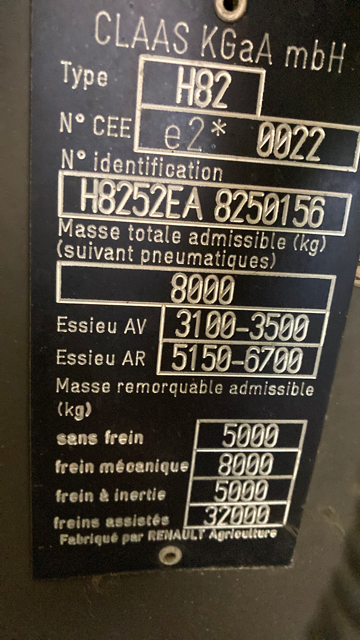 CLAAS KGaA mbH
Type H82
N° CEE e2* 0022
N° identification
H8252EA 8250156
Masse totale admissible (kg)
(suivant pneumatiques)
8000
Essieu AV 3100-3500
Essieu AR 5150-6700
Masse remorquable admissible
(kg)
sans frein 5000
frein mécanique 8000
frein à inertie 5000
freins assistés 32000
Fabriqué par RENAULT Agriculture